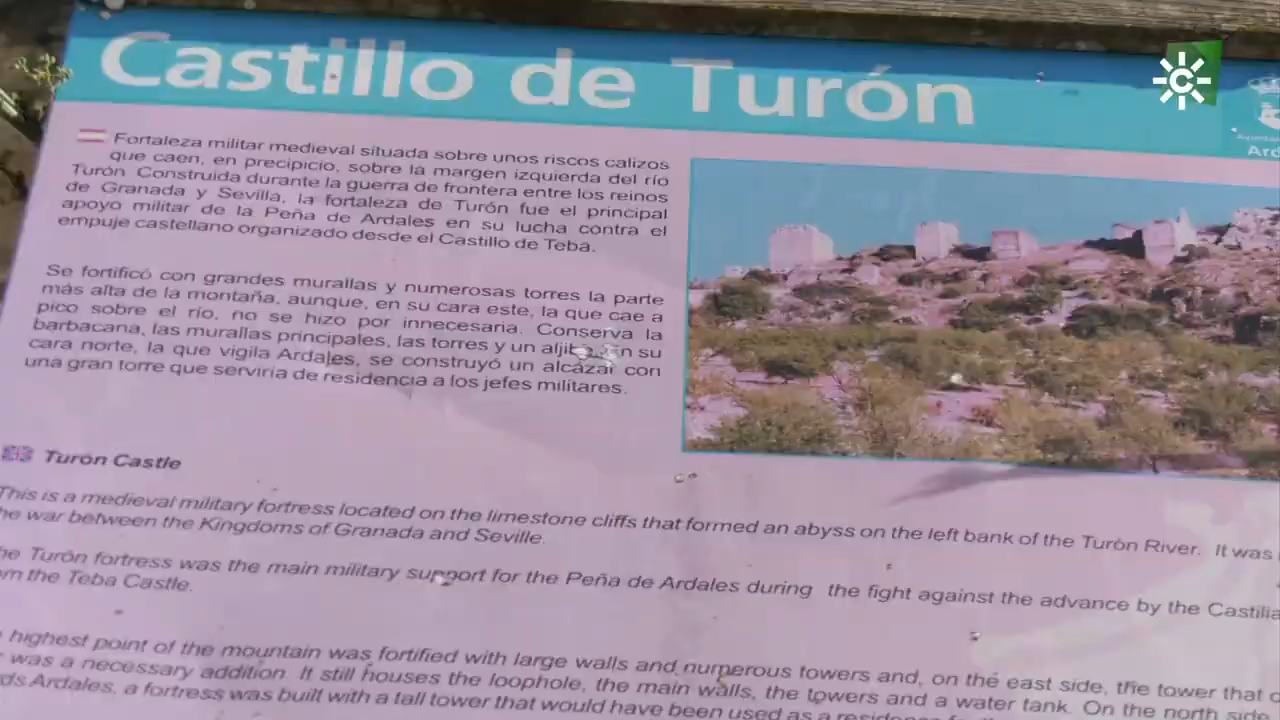 Castillo de Turón
Fortaleza militar medieval situada sobre unos riscos calizos
que caen, en precipicio, sobre la margen izquierda del río
Turón Construida durante la guerra de frontera entre los reinos
de Granada y Sevilla, la fortaleza de Turón fue el principal
apoyo militar de la Peña de Ardales en su lucha contra el
empuje castellano organizado desde el Castillo de Teba.
Se fortificó con grandes murallas y numerosas torres la parte
más alta de la montaña, aunque, en su cara este, la que cae a
pico sobre el río, no se hizo por innecesaria. Conserva la
barbacana, las murallas principales, las torres y un su
cara norte, la que vigila Ardales, se construyó un alcázar con
una gran torre que serviría de residencia a los jefes militares.
Turón Castle
This is a medieval military fortress located on the limestone cliffs that formed an abyss on the left bank of the Turón River. It was
he war between the Kingdoms of Granada and Seville.
he Turón fortress was the main military support for the Peña de Ardales during the fight against the advance by the Castilia
om the Teba Castle.
highest point of the mountain was fortified with large walls and numerous towers and, on the east side, the tower that
was a necessary addition. It still houses the loophole, the main walls, the towers and a water tank. On the north side
ds Ardales, a fortress was built with a tall tower that would have been used as a